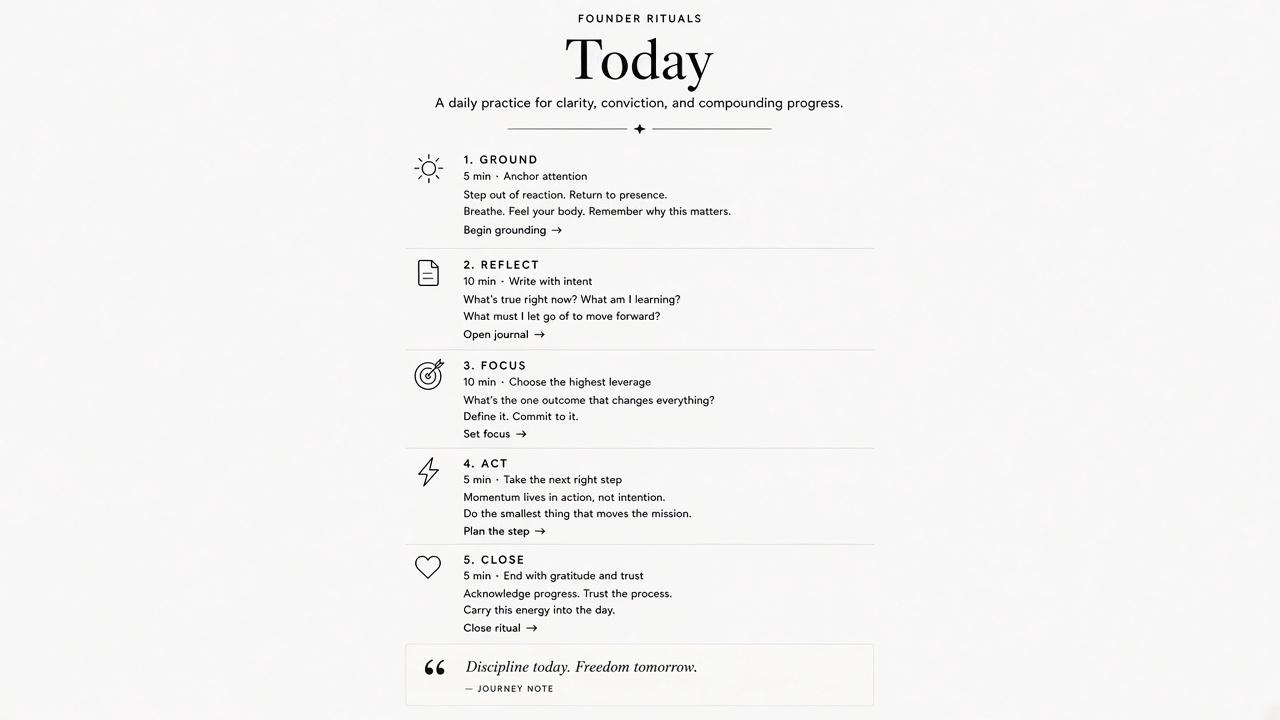 FOUNDER RITUALS
Today
A daily practice for clarity, conviction, and compounding progress.
1. GROUND
5 min · Anchor attention
Step out of reaction. Return to presence.
Breathe. Feel your body. Remember why this matters.
Begin grounding →
2. REFLECT
10 min · Write with intent
What's true right now? What am I learning?
What must I let go of to move forward?
Open journal →
3. FOCUS
10 min · Choose the highest leverage
What's the one outcome that changes everything?
Define it. Commit to it.
Set focus →
4. ACT
5 min · Take the next right step
Momentum lives in action, not intention.
Do the smallest thing that moves the mission.
Plan the step →
5. CLOSE
5 min · End with gratitude and trust
Acknowledge progress. Trust the process.
Carry this energy into the day.
Close ritual →
“ Discipline today. Freedom tomorrow.
— JOURNEY NOTE